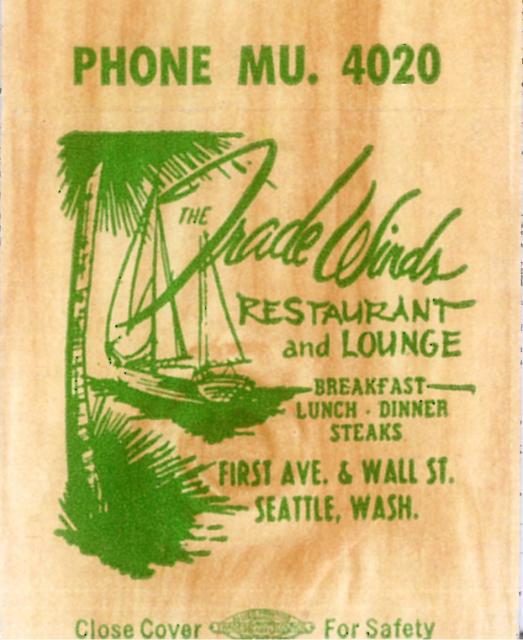 PHONE MU. 4020
THE
Trade Winds
RESTAURANT
and LOUNGE
BREAKFAST
LUNCH · DINNER
STEAKS
FIRST AVE. & WALL ST.
SEATTLE, WASH.
Close Cover For Safety